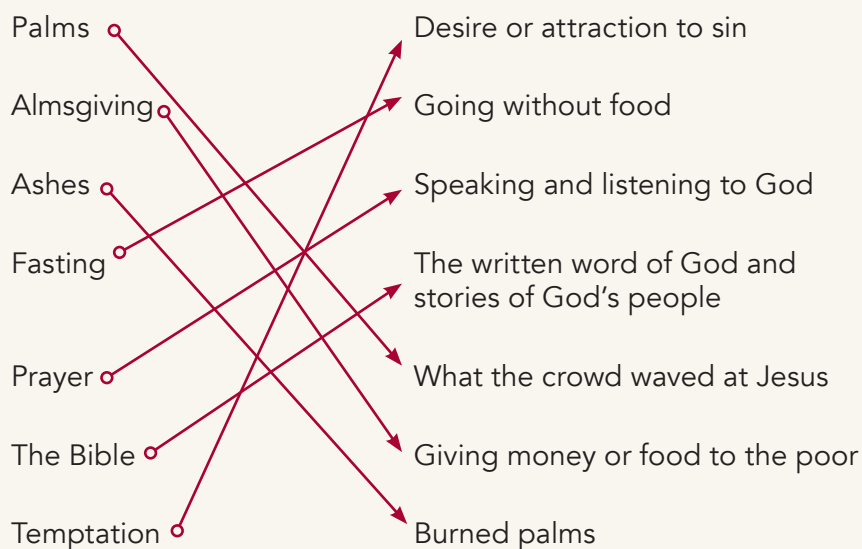 Palms
Desire or attraction to sin
Almsgiving
Going without food
Ashes
Speaking and listening to God
Fasting
The written word of God and
stories of God's people
Prayer
What the crowd waved at Jesus
The Bible
Giving money or food to the poor
Temptation
Burned palms